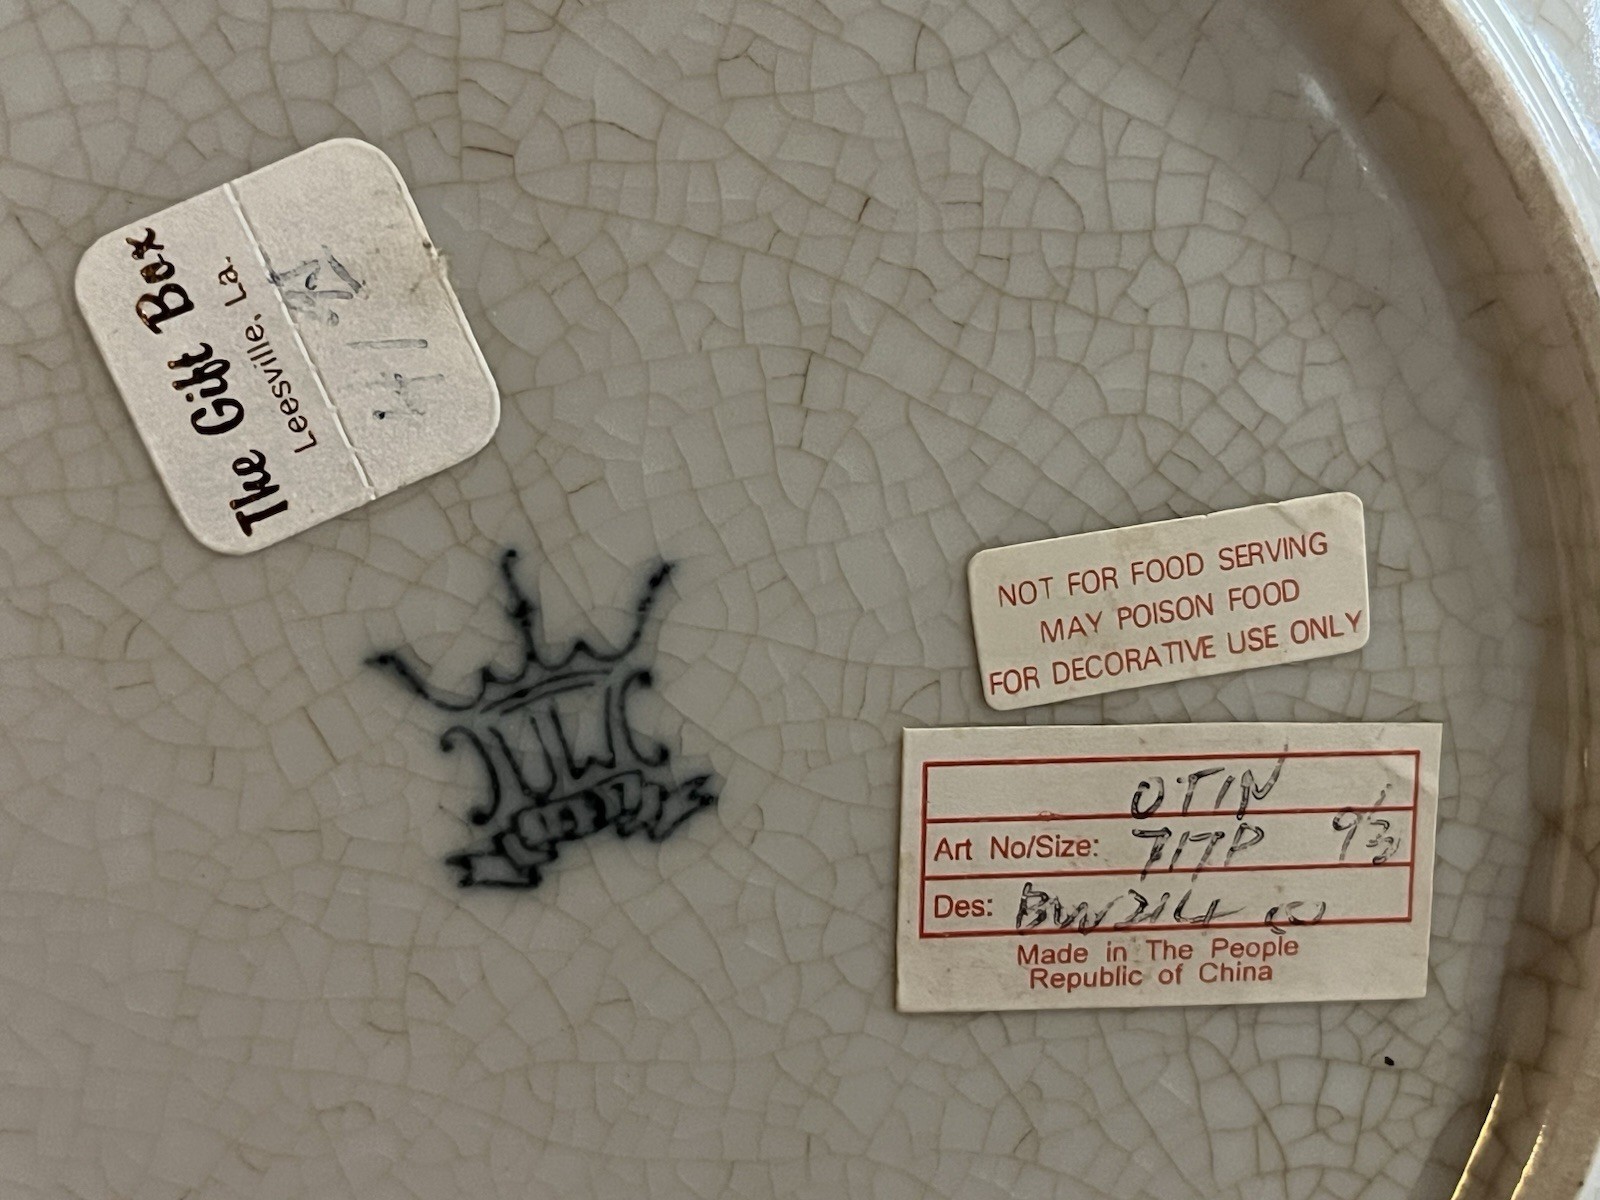 The Gift Box
Leesville, La.
NOT FOR FOOD SERVING
MAY POISON FOOD
FOR DECORATIVE USE ONLY
OTIN
Art No/Size: 717P
Des: BW
Made in The People
Republic of China